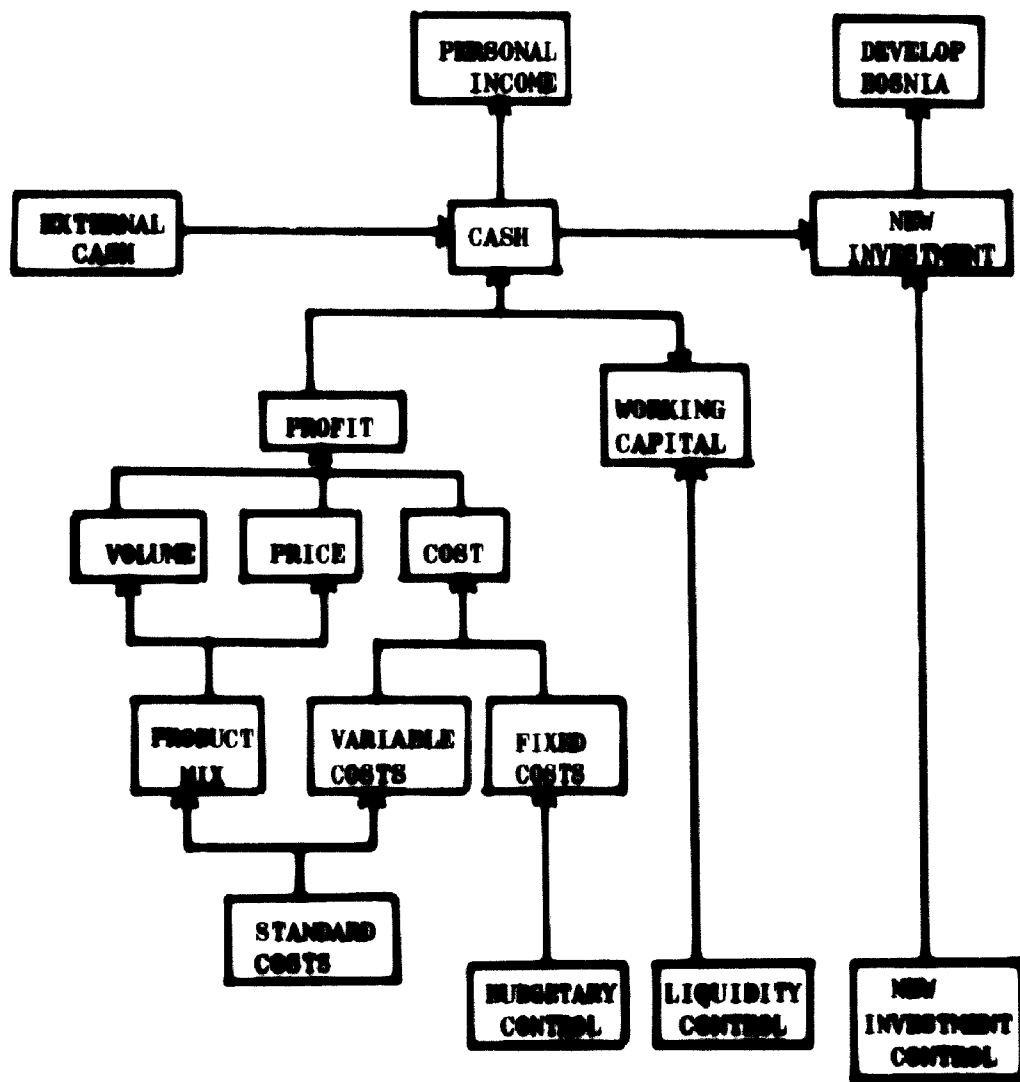 PERSONAL
INCOME
DEVELOP
BOSNIA
EXTERNAL
CASH
CASH
NEW
INVESTMENT
PROFIT
WORKING
CAPITAL
VOLUME
PRICE
COST
PRODUCT
MIX
VARIABLE
COSTS
FIXED
COSTS
STANDARD
COSTS
BUDGETARY
CONTROL
LIQUIDITY
CONTROL
NEW
INVESTMENT
CONTROL